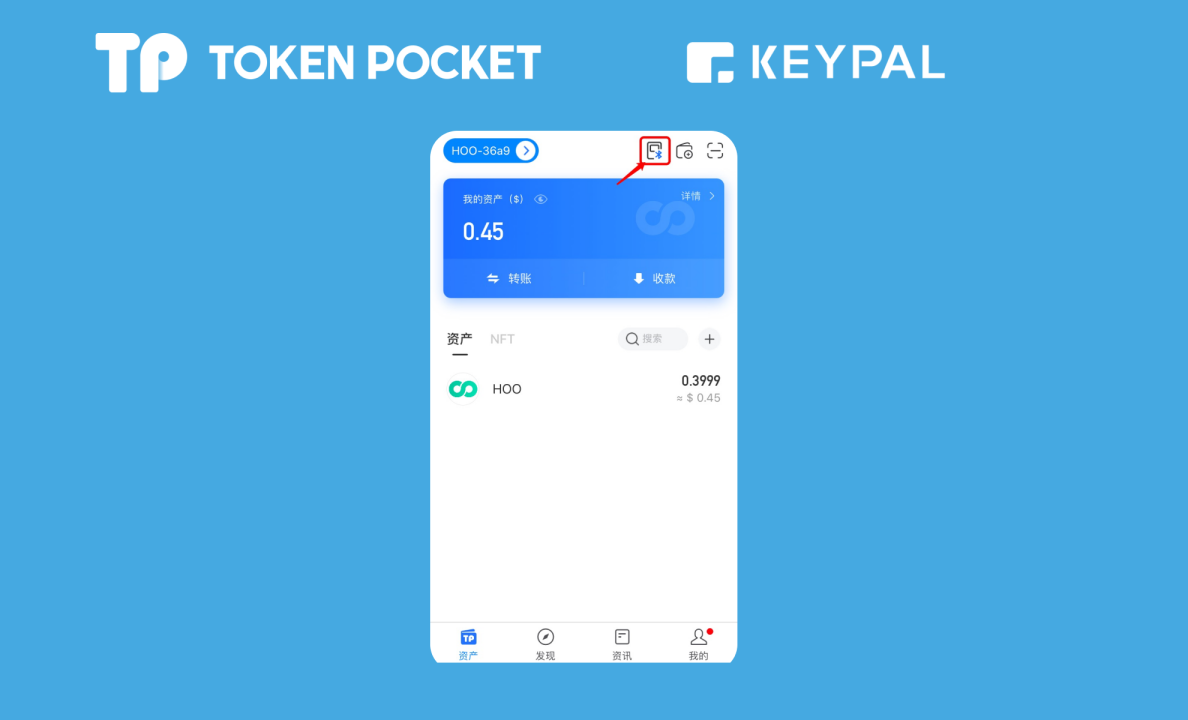 TP TOKEN POCKET
KEYPAL
HOO-36a9
我的资产 ($)
详情
0.45
转账
收款
资产
NFT
搜索
HOO
0.3999
≈ $ 0.45
TP
资产
发现
资讯
我的